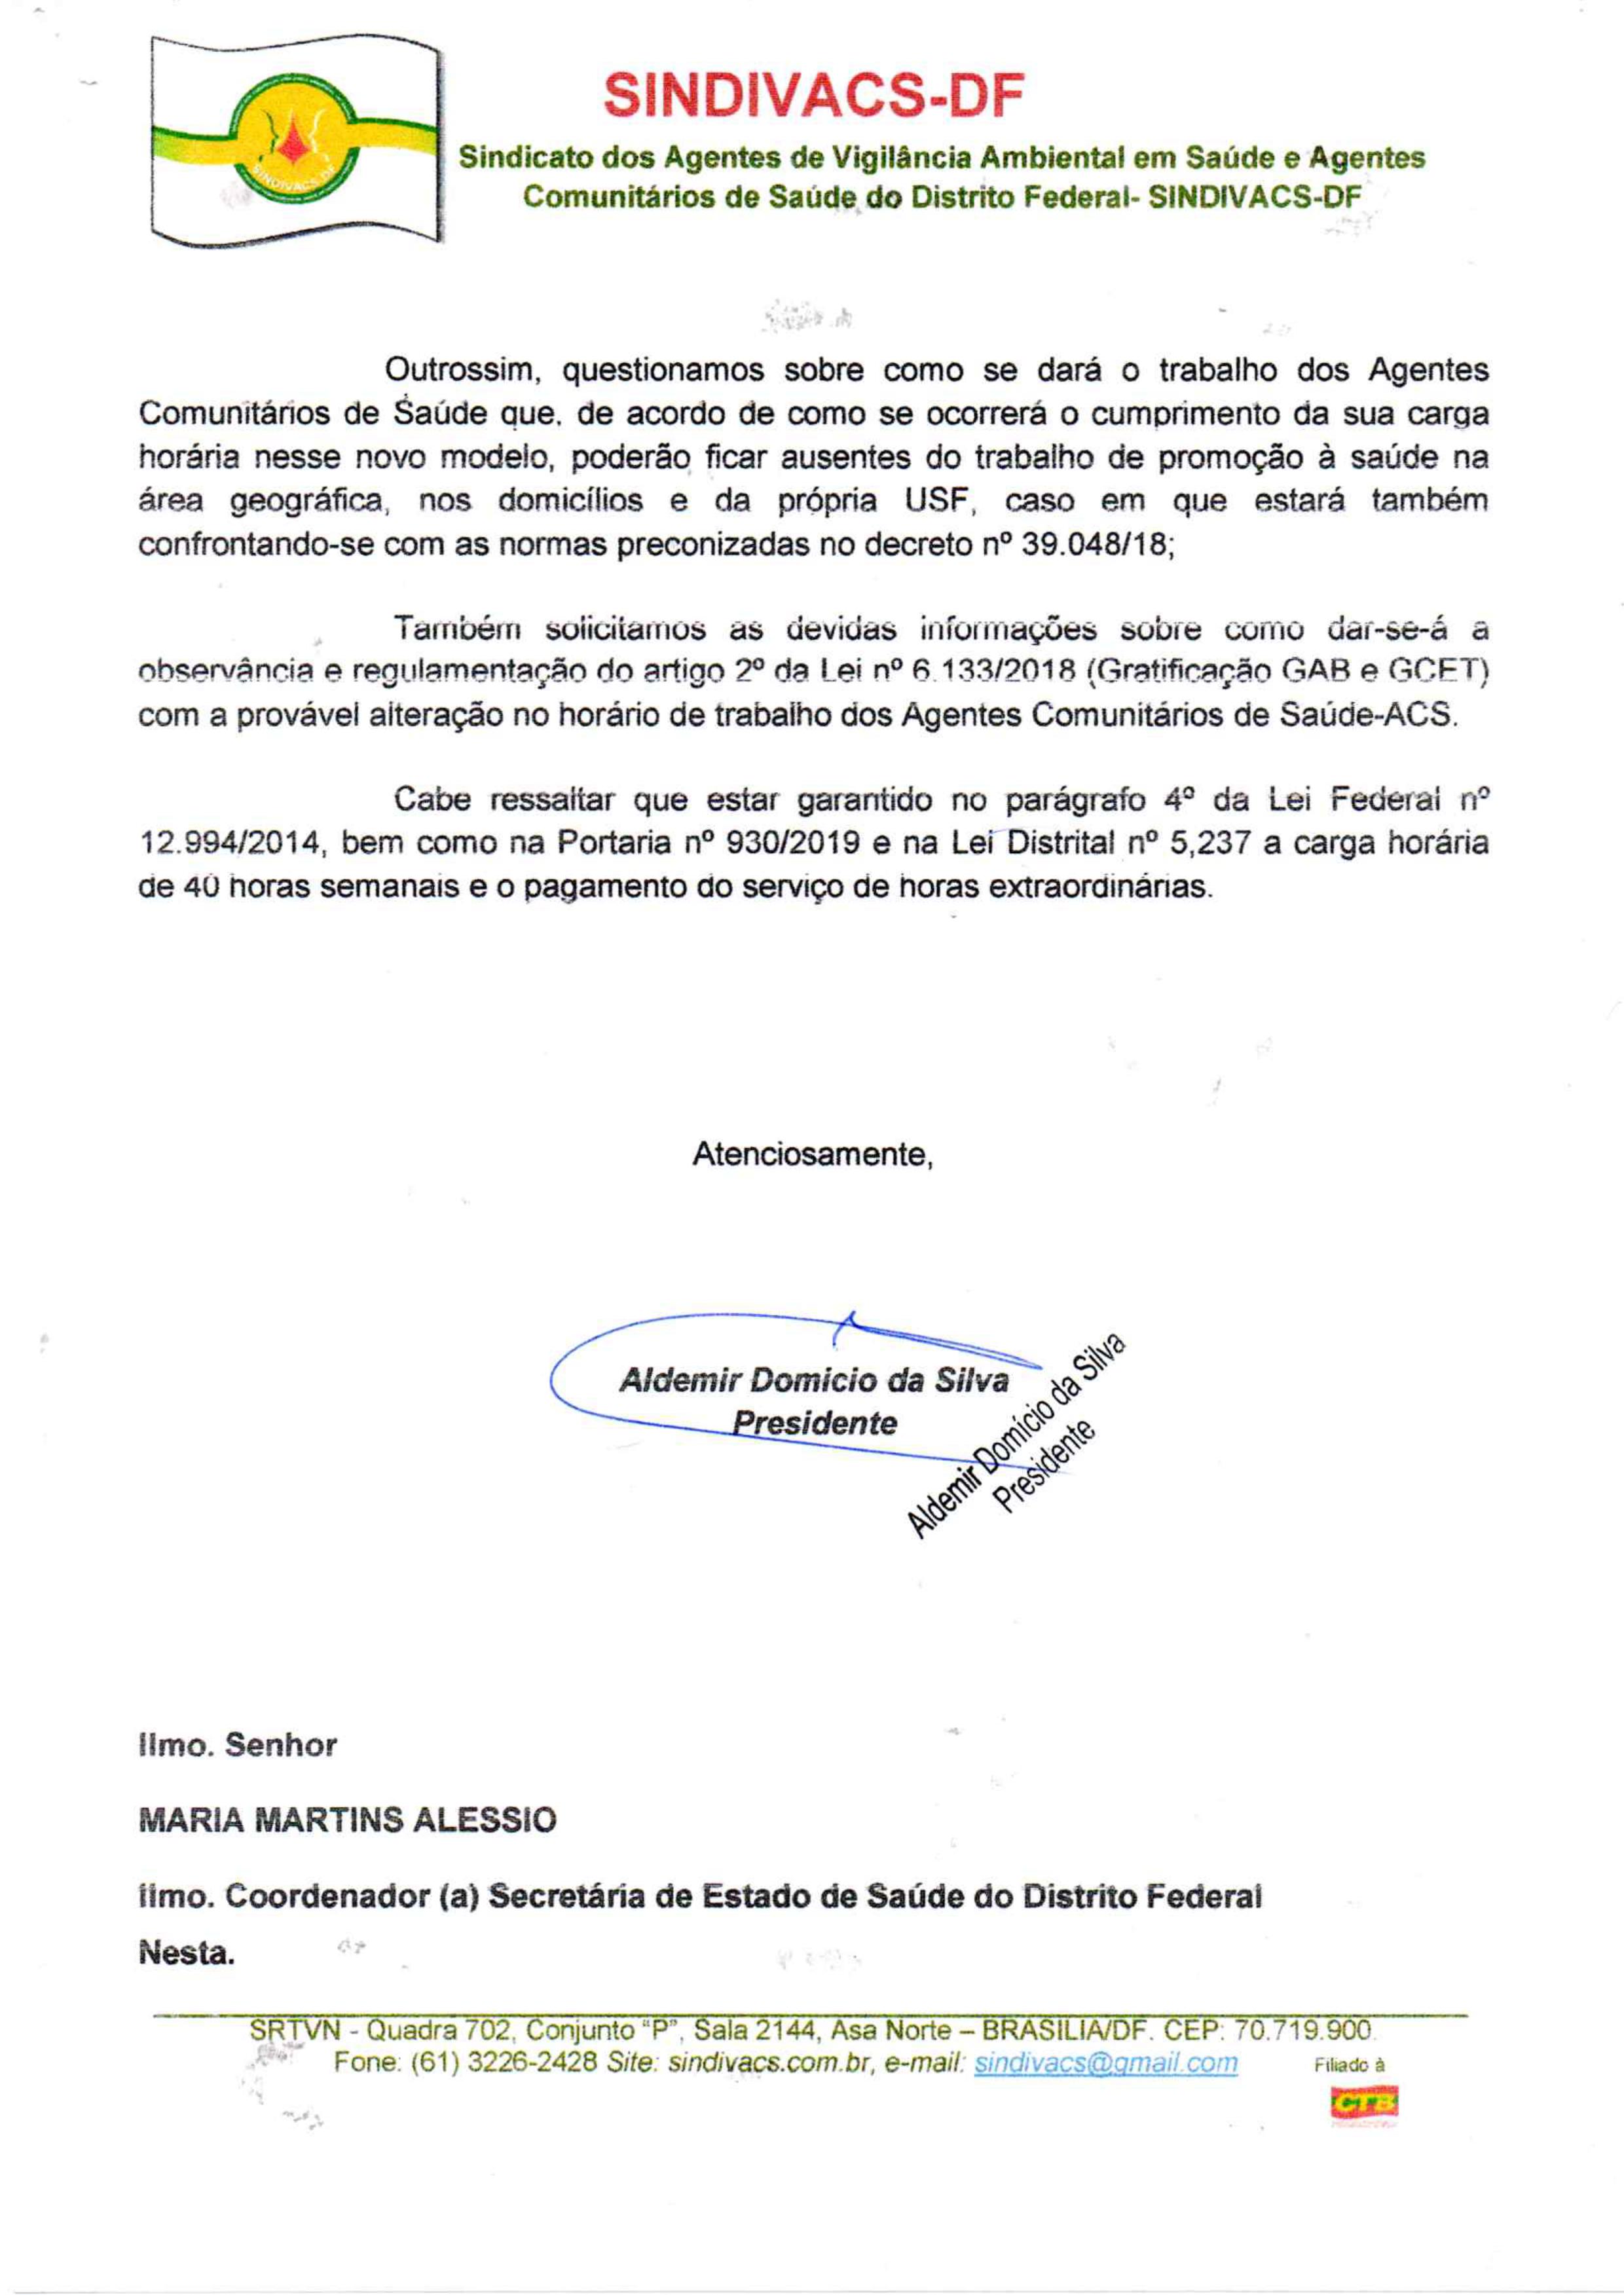 SINDIVACS-DF
SINDIVACS-DF
Sindicato dos Agentes de Vigilância Ambiental em Saúde e Agentes
Comunitários de Saúde do Distrito Federal- SINDIVACS-DF
Outrossim, questionamos sobre como se dará o trabalho dos Agentes
Comunitários de Saúde que, de acordo de como se ocorrerá o cumprimento da sua carga
horária nesse novo modelo, poderão ficar ausentes do trabalho de promoção à saúde na
área geográfica, nos domicílios e da própria USF, caso em que estará também
confrontando-se com as normas preconizadas no decreto nº 39.048/18;
Também solicitamos as devidas informações sobre como dar-se-á a
observância e regulamentação do artigo 2º da Lei nº 6.133/2018 (Gratificação GAB e GCET)
com a provável alteração no horário de trabalho dos Agentes Comunitários de Saúde-ACS.
Cabe ressaltar que estar garantido no parágrafo 4º da Lei Federal nº
12.994/2014, bem como na Portaria nº 930/2019 e na Lei Distrital nº 5,237 a carga horária
de 40 horas semanais e o pagamento do serviço de horas extraordinárias.
Atenciosamente,
Aldemir Domicio da Silva
Presidente
Aldemir Domício da Silva
Presidente
Ilmo. Senhor
MARIA MARTINS ALESSIO
Ilmo. Coordenador (a) Secretária de Estado de Saúde do Distrito Federal
Nesta.
SRTVN - Quadra 702, Conjunto “P”, Sala 2144, Asa Norte – BRASILIA/DF. CEP: 70.719.900
Fone: (61) 3226-2428 Site: sindivacs.com.br, e-mail: sindivacs@gmail.com
Filiado à
CTB